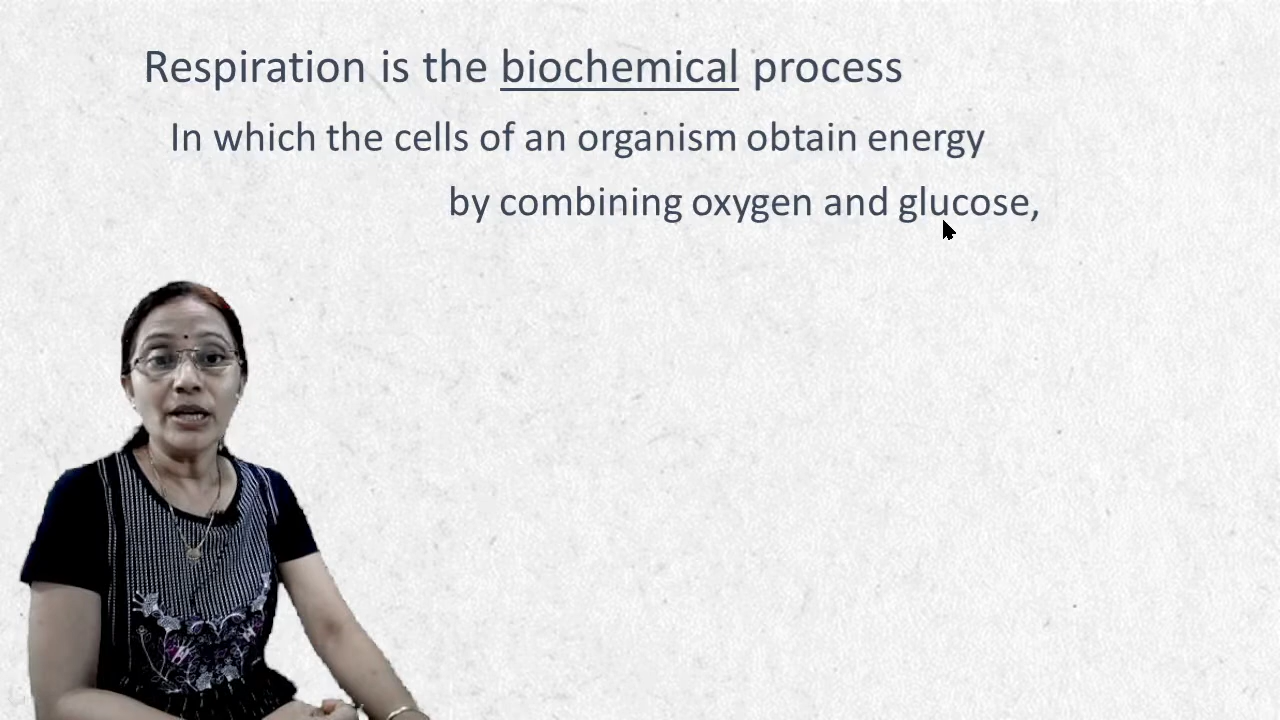 Respiration is the biochemical process
In which the cells of an organism obtain energy
by combining oxygen and glucose,